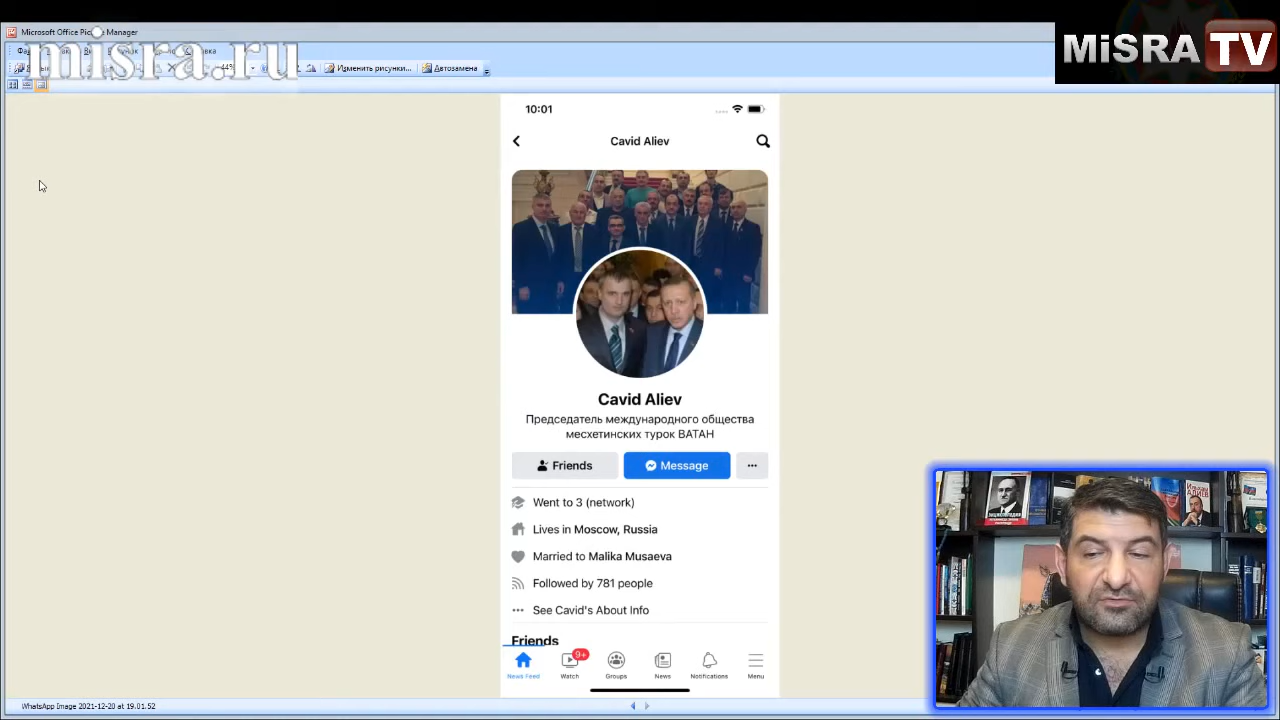 Microsoft Office Pic Manager
misra.ru
MiSRA TV
Изменить рисунки...
Автозамена
10:01
Cavid Aliev
Cavid Aliev
Председатель международного общества
месхетинских турок ВАТАН
Friends
Message
Went to 3 (network)
Lives in Moscow, Russia
Married to Malika Musaeva
Followed by 781 people
See Cavid's About Info
Friends
9+
News Feed
Watch
Groups
News
Notifications
Menu
WhatsApp Image 2021-12-20 at 19.01.52